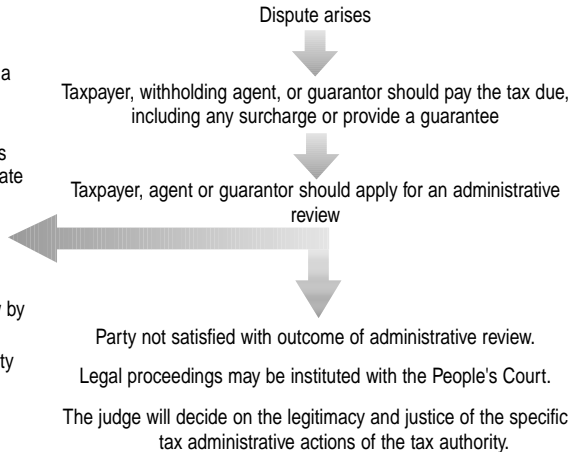 Dispute arises
a
Taxpayer, withholding agent, or guarantor should pay the tax due,
including any surcharge or provide a guarantee
Taxpayer, agent or guarantor should apply for an administrative
review
by
Party not satisfied with outcome of administrative review.
Legal proceedings may be instituted with the People's Court.
The judge will decide on the legitimacy and justice of the specific
tax administrative actions of the tax authority.